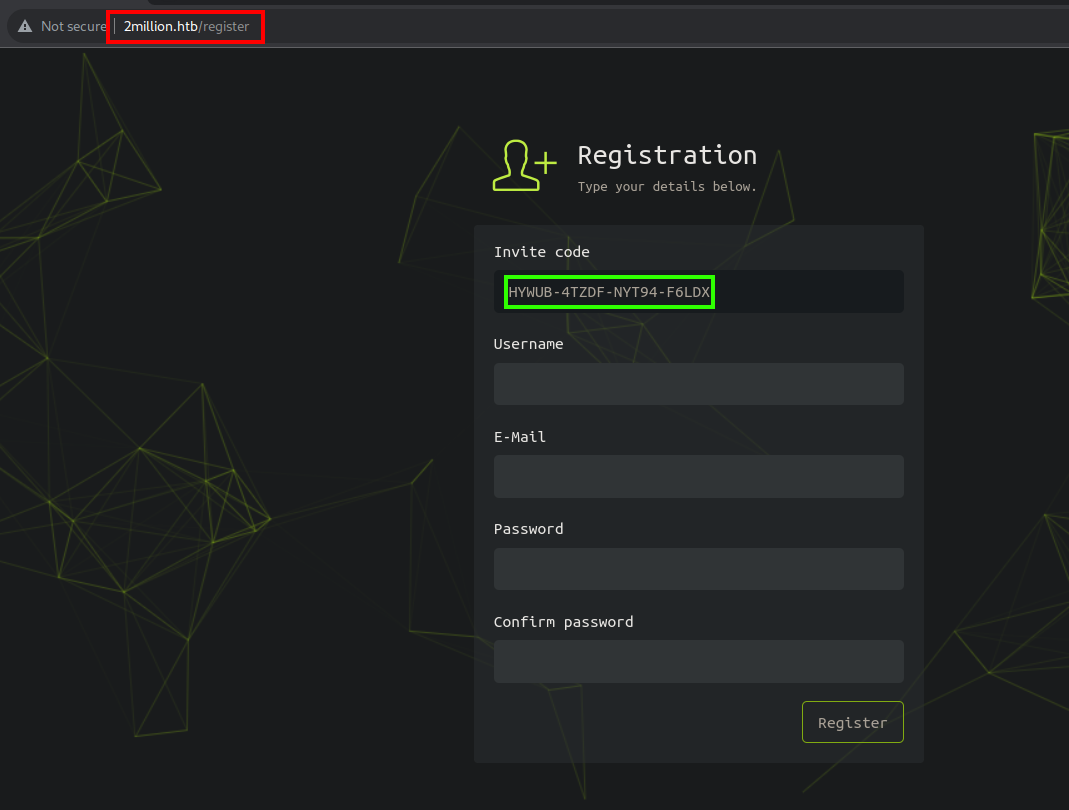 Not secure 2million.htb/register
Registration
Type your details below.
Invite code
HYWUB-4TZDF-NYT94-F6LDX
Username
E-Mail
Password
Confirm password
Register